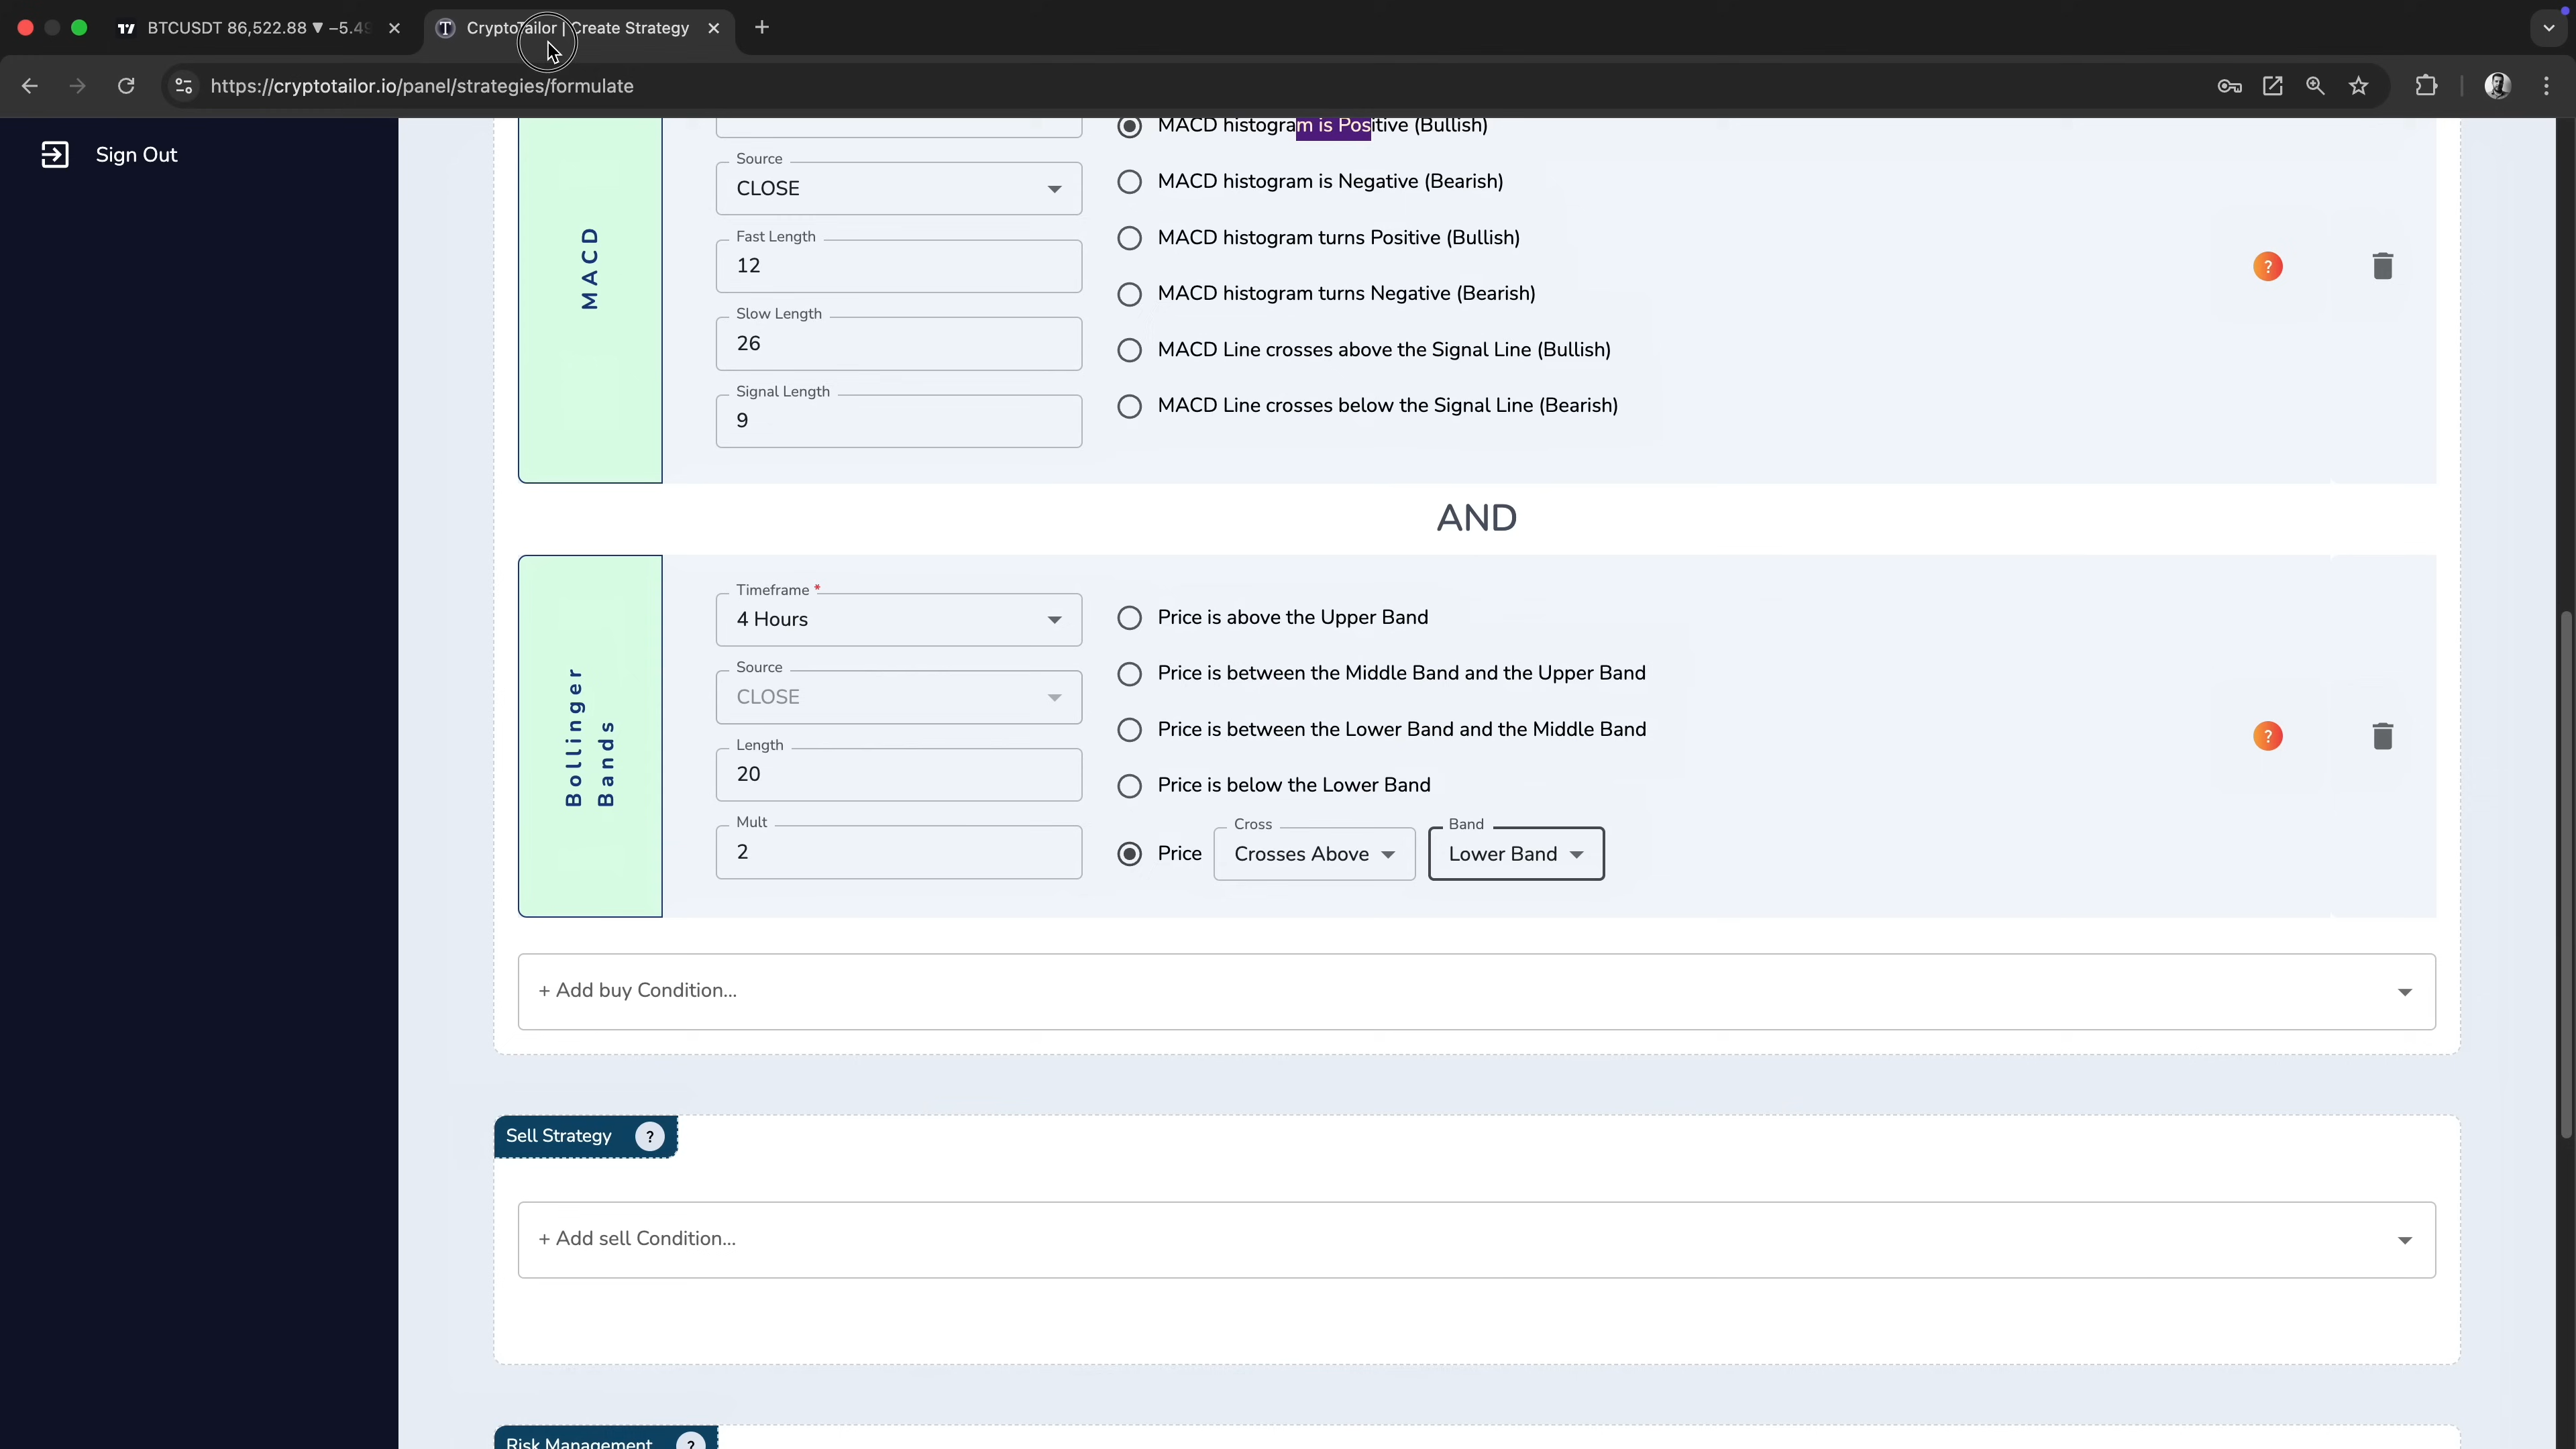 BTCUSDT 86,522.88 ▼ −5.49
CryptoTailor | Create Strategy
https://cryptotailor.io/panel/strategies/formulate
Sign Out
MACD
Source
CLOSE
Fast Length
12
Slow Length
26
Signal Length
9
MACD histogram is Positive (Bullish)
MACD histogram is Negative (Bearish)
MACD histogram turns Positive (Bullish)
MACD histogram turns Negative (Bearish)
MACD Line crosses above the Signal Line (Bullish)
MACD Line crosses below the Signal Line (Bearish)
?
AND
Bollinger
Bands
Timeframe *
4 Hours
Source
CLOSE
Length
20
Mult
2
Price is above the Upper Band
Price is between the Middle Band and the Upper Band
Price is between the Lower Band and the Middle Band
Price is below the Lower Band
Price
Cross
Crosses Above
Band
Lower Band
?
+ Add buy Condition...
Sell Strategy ?
+ Add sell Condition...
Risk Management ?